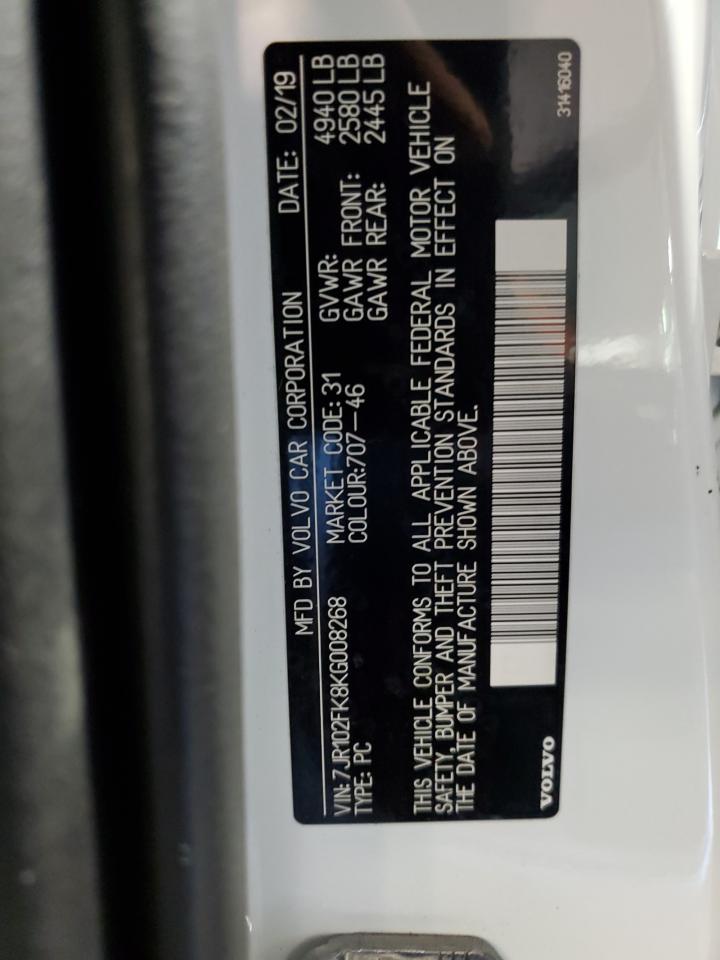 MFD BY VOLVO CAR CORPORATION DATE: 02/19
VIN: 7JR102FK8KG008268 MARKET CODE: 31 GVWR: 4940 LB
TYPE: PC COLOUR:707-46 GAWR FRONT: 2580 LB
GAWR REAR: 2445 LB
THIS VEHICLE CONFORMS TO ALL APPLICABLE FEDERAL MOTOR VEHICLE
SAFETY, BUMPER AND THEFT PREVENTION STANDARDS IN EFFECT ON
THE DATE OF MANUFACTURE SHOWN ABOVE.
VOLVO 31416040